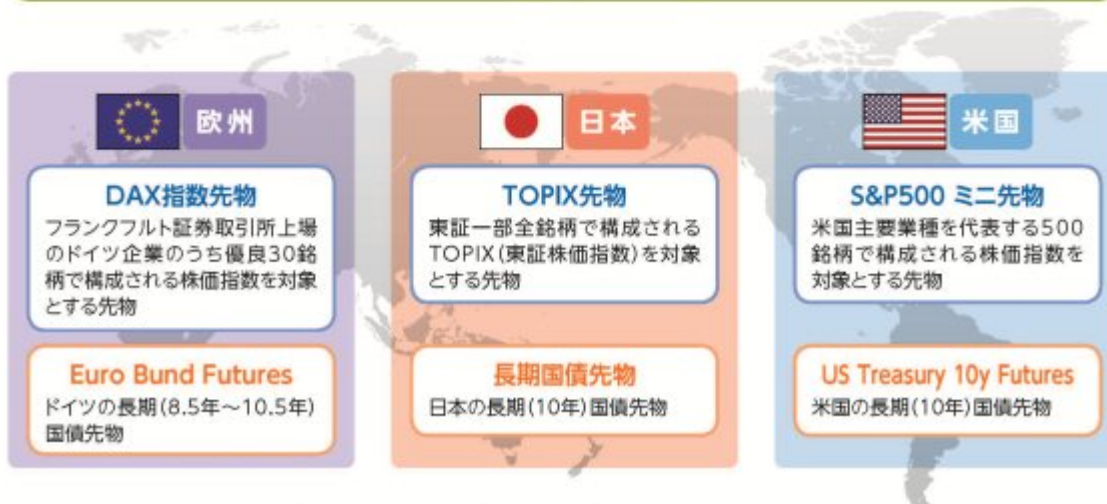 欧州
DAX指数先物
フランクフルト証券取引所上場
のドイツ企業のうち優良30銘
柄で構成される株価指数を対象
とする先物
Euro Bund Futures
ドイツの長期(8.5年～10.5年)
国債先物
日本
TOPIX先物
東証一部全銘柄で構成される
TOPIX(東証株価指数)を対象
とする先物
長期国債先物
日本の長期(10年)国債先物
米国
S&P500 ミニ先物
米国主要業種を代表する500
銘柄で構成される株価指数を
対象とする先物
US Treasury 10y Futures
米国の長期(10年)国債先物